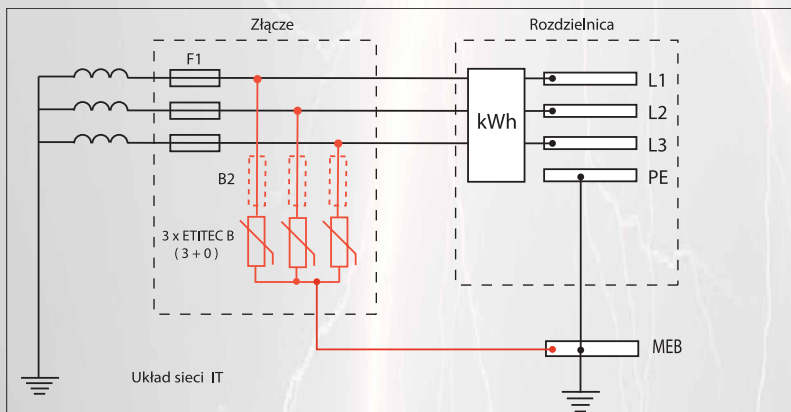 Złącze
Rozdzielnica
F1
L1
L2
kWh
L3
B2
PE
3 x ETITEC B
( 3 + 0 )
MEB
Układ sieci IT